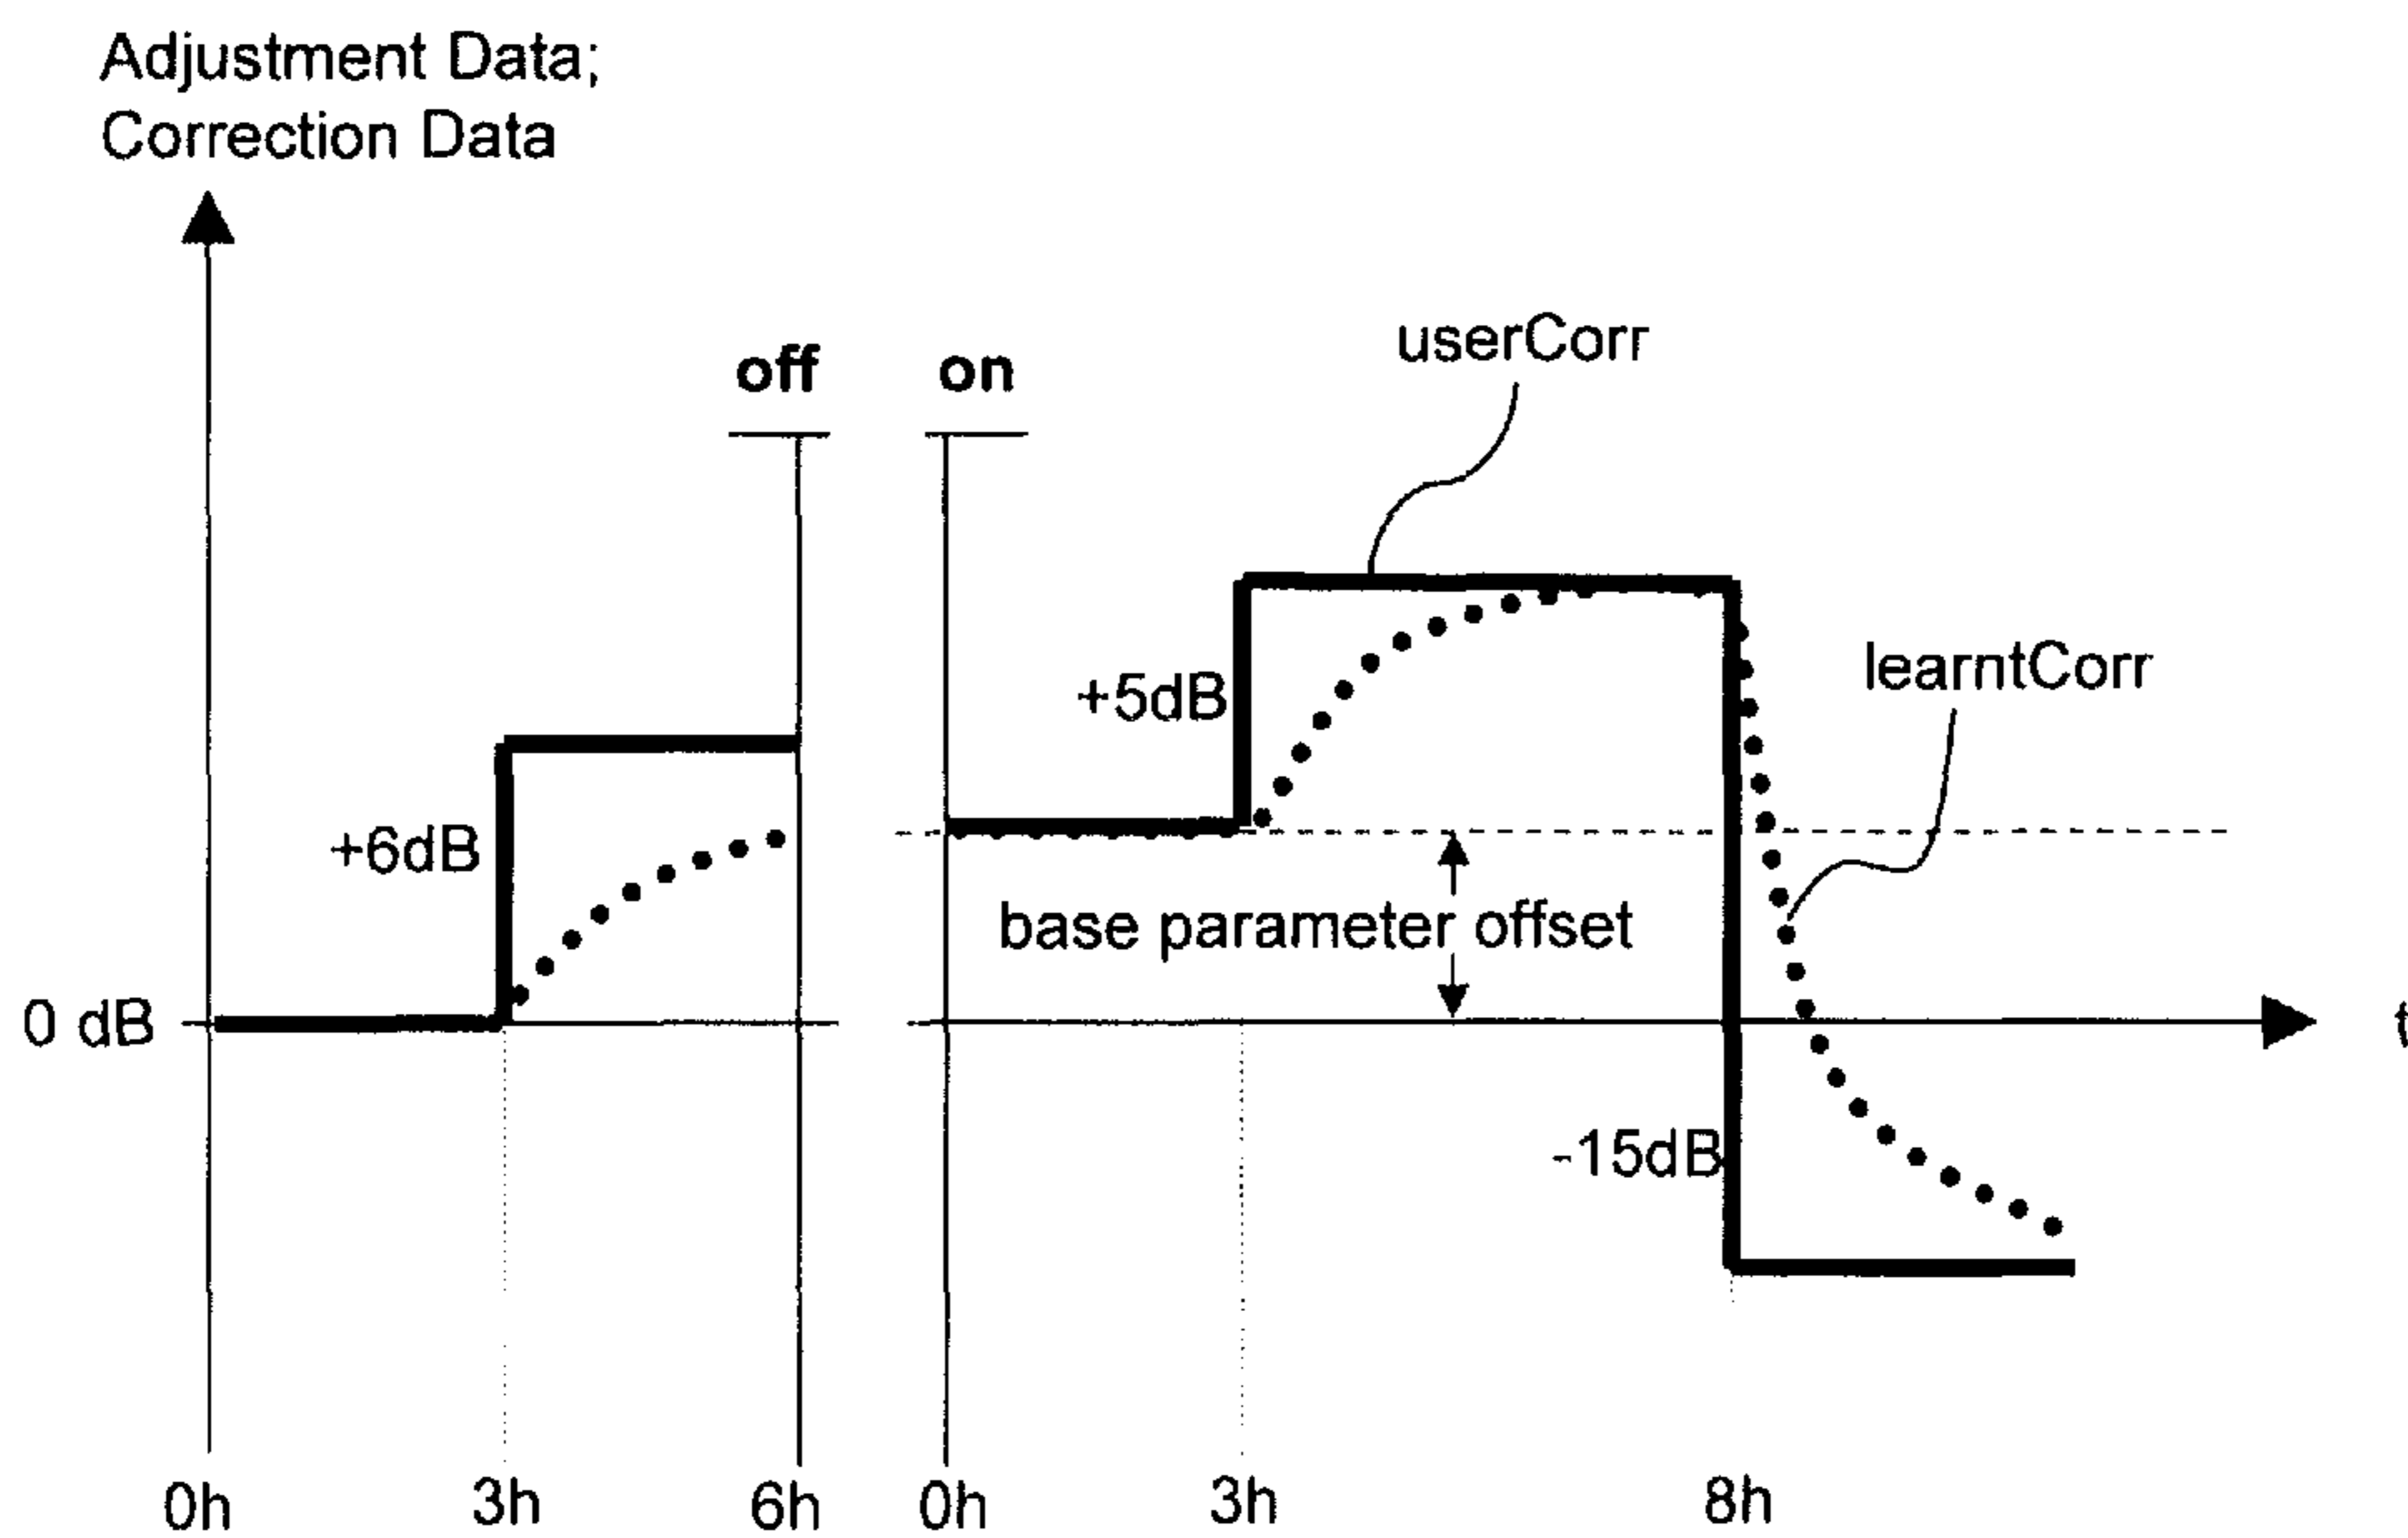 Adjustment Data;
Correction Data
off
on
userCorr
learntCorr
+5dB
+6dB
base parameter offset
0 dB
t
-15dB
0h
3h
6h
0h
3h
8h